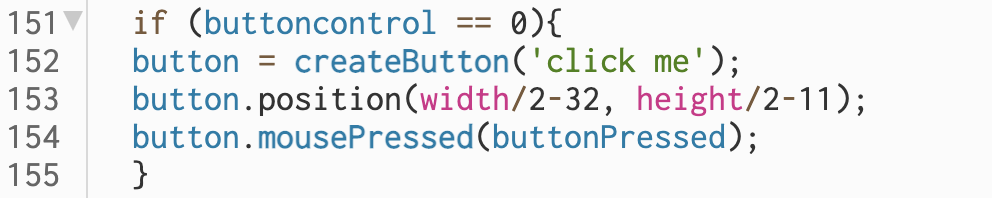 151 if (buttoncontrol == 0){
152 button = createButton('click me');
153 button.position(width/2-32, height/2-11);
154 button.mousePressed(buttonPressed);
155 }